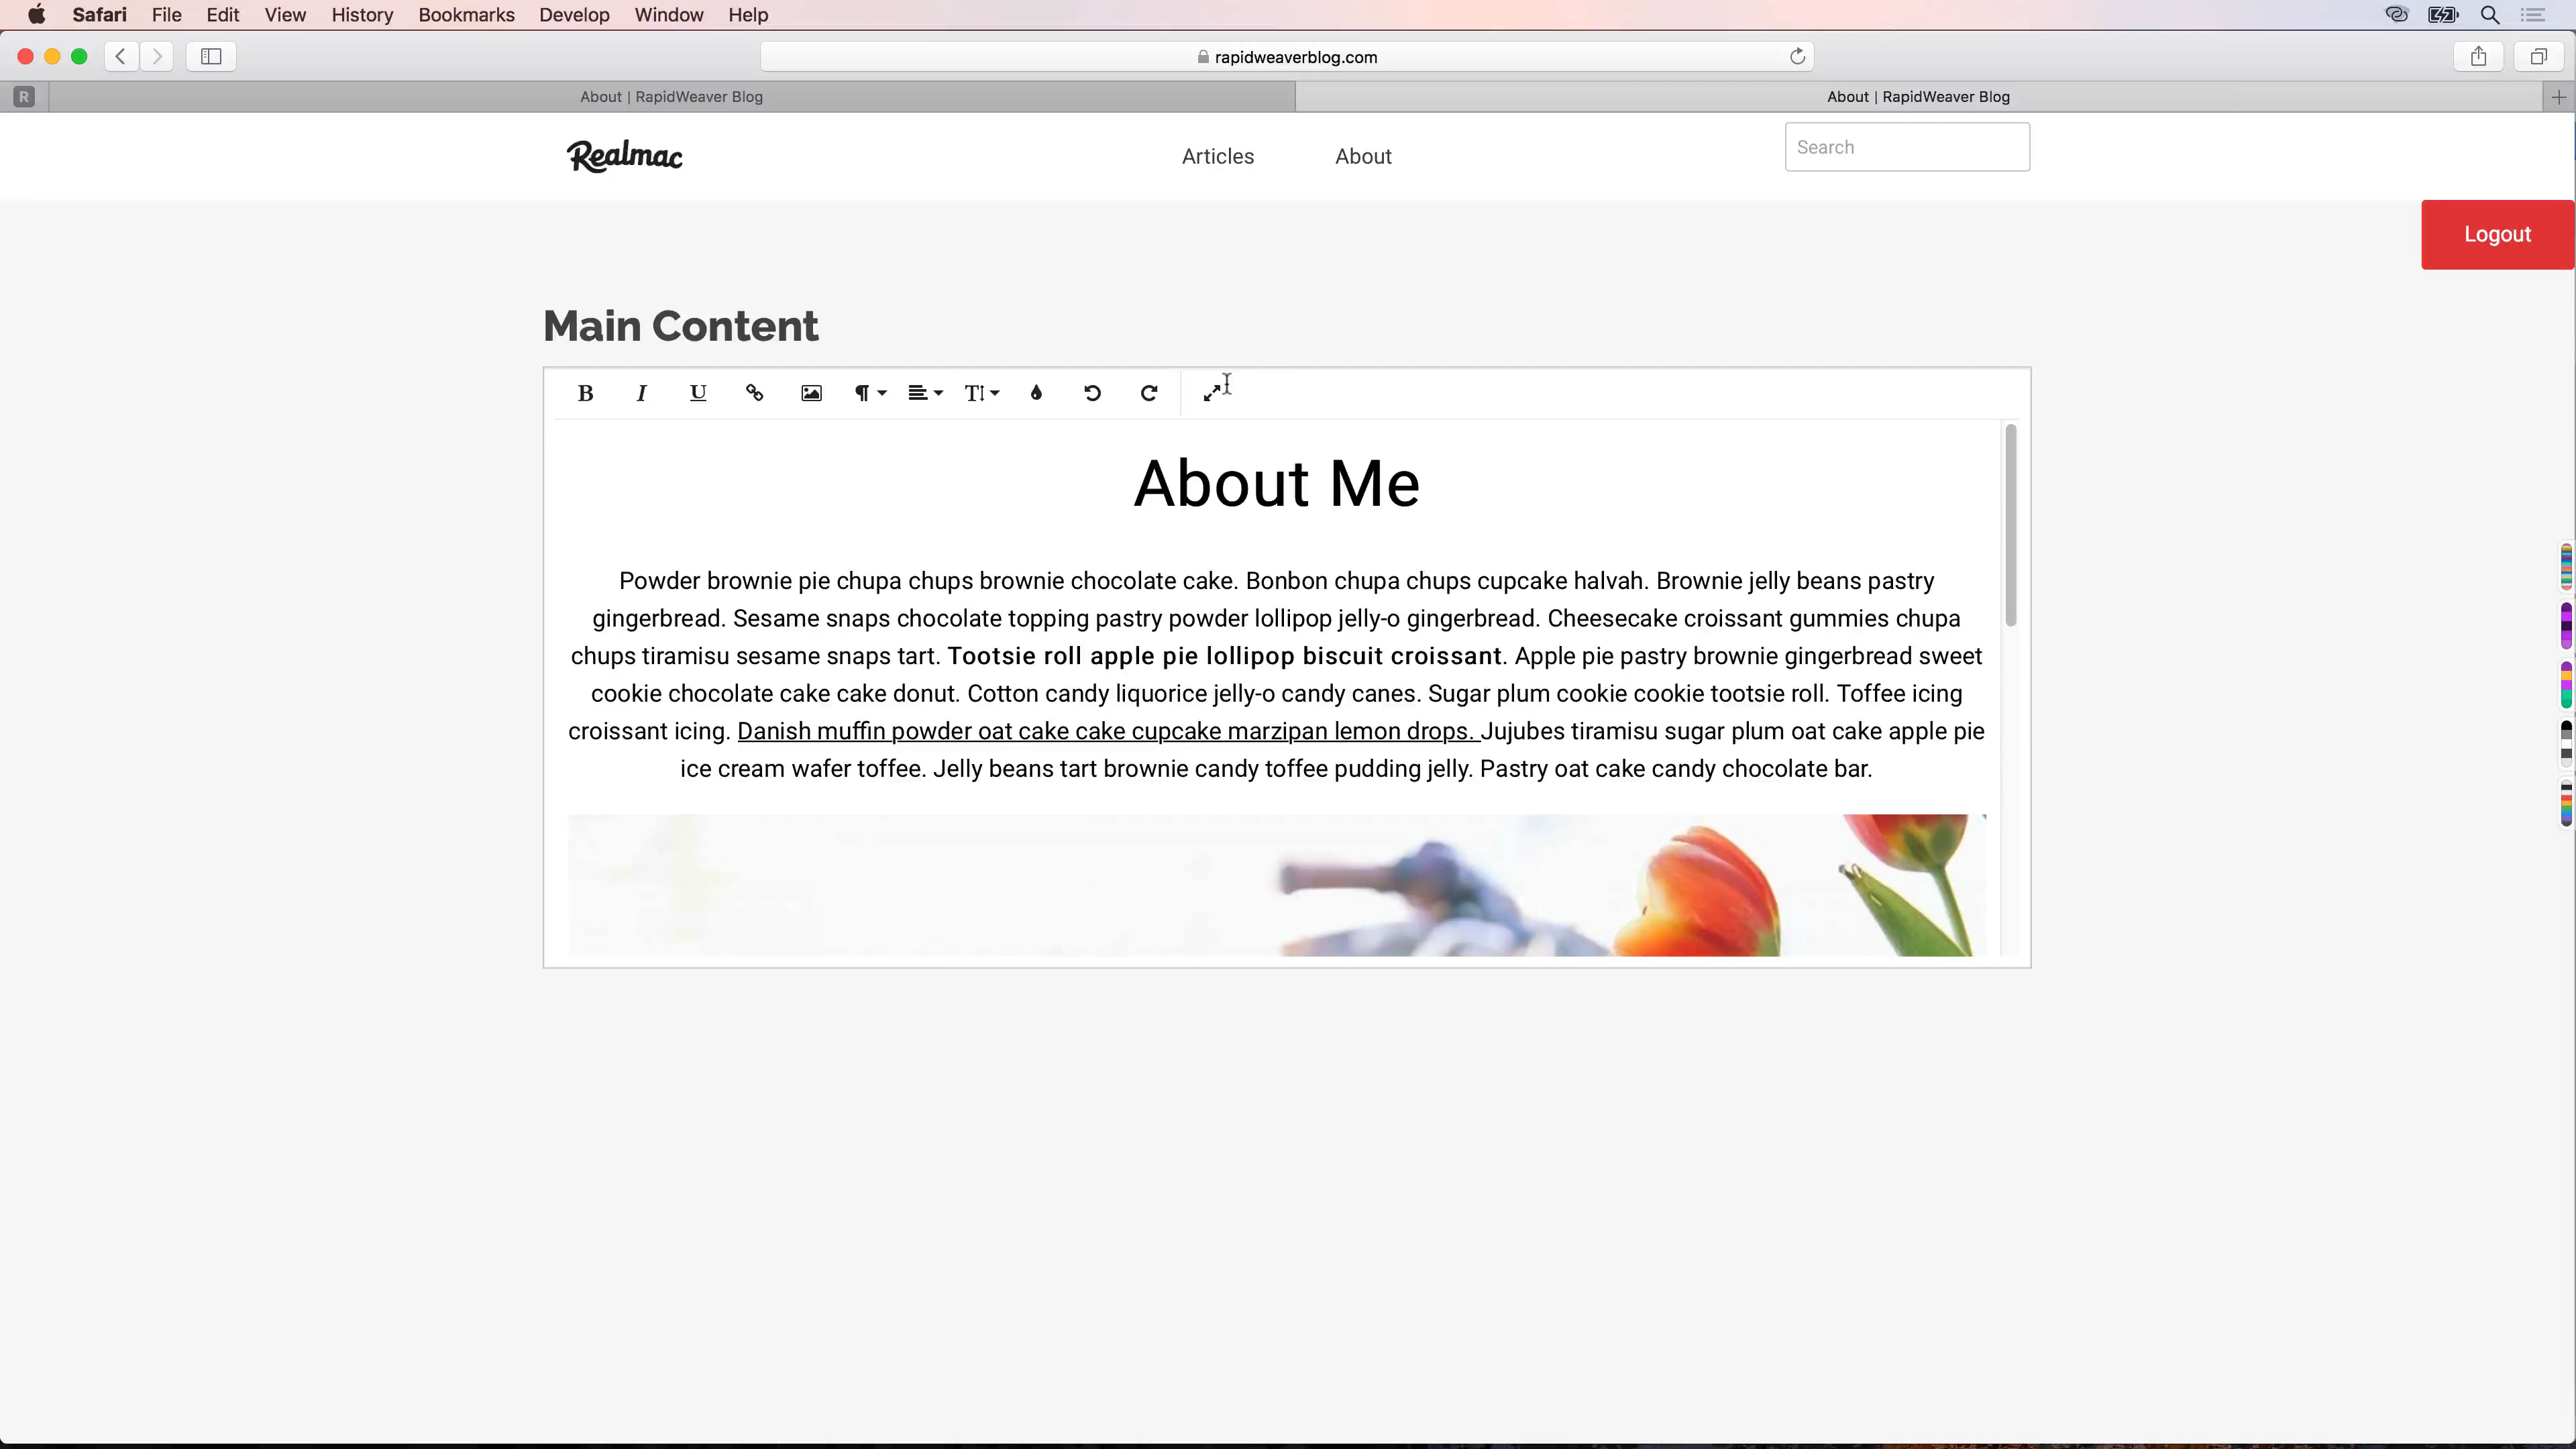 Safari File Edit View History Bookmarks Develop Window Help
rapidweaverblog.com
R About | RapidWeaver Blog About | RapidWeaver Blog
Realmac Articles About Search
Logout
Main Content
B I U T
About Me
Powder brownie pie chupa chups brownie chocolate cake. Bonbon chupa chups cupcake halvah. Brownie jelly beans pastry
gingerbread. Sesame snaps chocolate topping pastry powder lollipop jelly-o gingerbread. Cheesecake croissant gummies chupa
chups tiramisu sesame snaps tart. Tootsie roll apple pie lollipop biscuit croissant. Apple pie pastry brownie gingerbread sweet
cookie chocolate cake cake donut. Cotton candy liquorice jelly-o candy canes. Sugar plum cookie cookie tootsie roll. Toffee icing
croissant icing. Danish muffin powder oat cake cake cupcake marzipan lemon drops. Jujubes tiramisu sugar plum oat cake apple pie
ice cream wafer toffee. Jelly beans tart brownie candy toffee pudding jelly. Pastry oat cake candy chocolate bar.